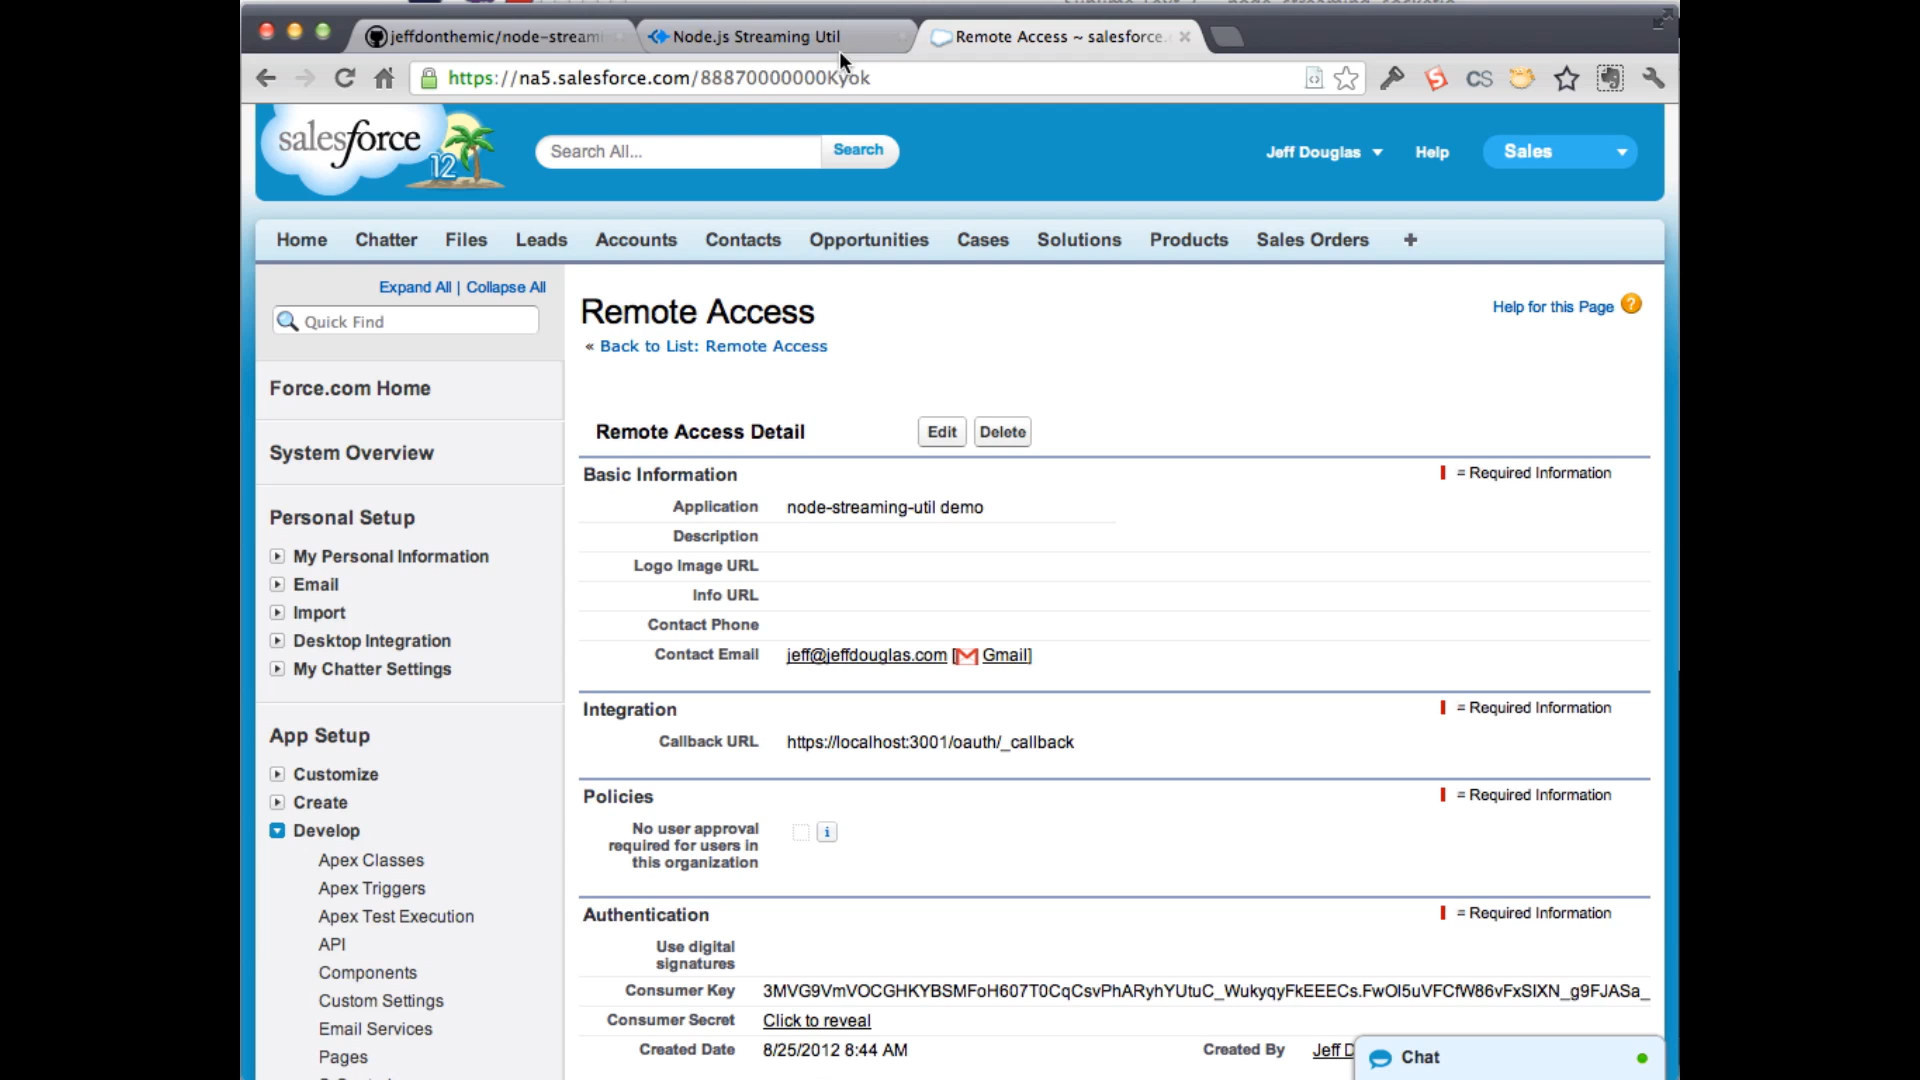 jeffdonthemic/node-streami
Node.js Streaming Util
Remote Access ~ salesforce.
https://na5.salesforce.com/88870000000Kyok
CS
salesforce
12
Search All...
Search
Jeff Douglas
Help
Sales
Home Chatter Files Leads Accounts Contacts Opportunities Cases Solutions Products Sales Orders +
Expand All | Collapse All
Quick Find
Force.com Home
System Overview
Personal Setup
My Personal Information
Email
Import
Desktop Integration
My Chatter Settings
App Setup
Customize
Create
Develop
Apex Classes
Apex Triggers
Apex Test Execution
API
Components
Custom Settings
Email Services
Pages
Remote Access
« Back to List: Remote Access
Help for this Page ?
Remote Access Detail
Edit
Delete
Basic Information
= Required Information
Application node-streaming-util demo
Description
Logo Image URL
Info URL
Contact Phone
Contact Email jeff@jeffdouglas.com [Gmail]
Integration
= Required Information
Callback URL https://localhost:3001/oauth/_callback
Policies
= Required Information
No user approval
required for users in
this organization
i
Authentication
= Required Information
Use digital
signatures
Consumer Key 3MVG9VmVOCGHKYBSMFoH607T0CqCsvPhARyhYUtuC_WukyqyFkEEECs.FwOl5uVFCfW86vFxSIXN_g9FJASa_
Consumer Secret Click to reveal
Created Date 8/25/2012 8:44 AM
Created By Jeff D
Chat